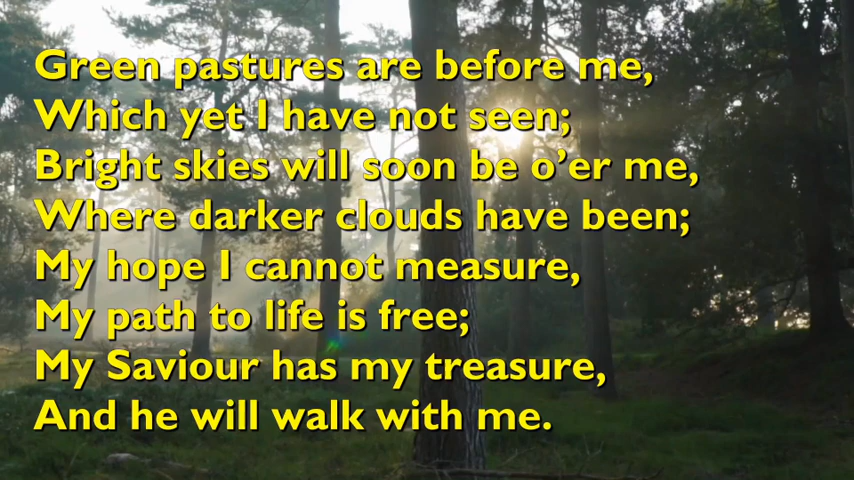 Green pastures are before me,
Which yet I have not seen;
Bright skies will soon be o’er me,
Where darker clouds have been;
My hope I cannot measure,
My path to life is free;
My Saviour has my treasure,
And he will walk with me.